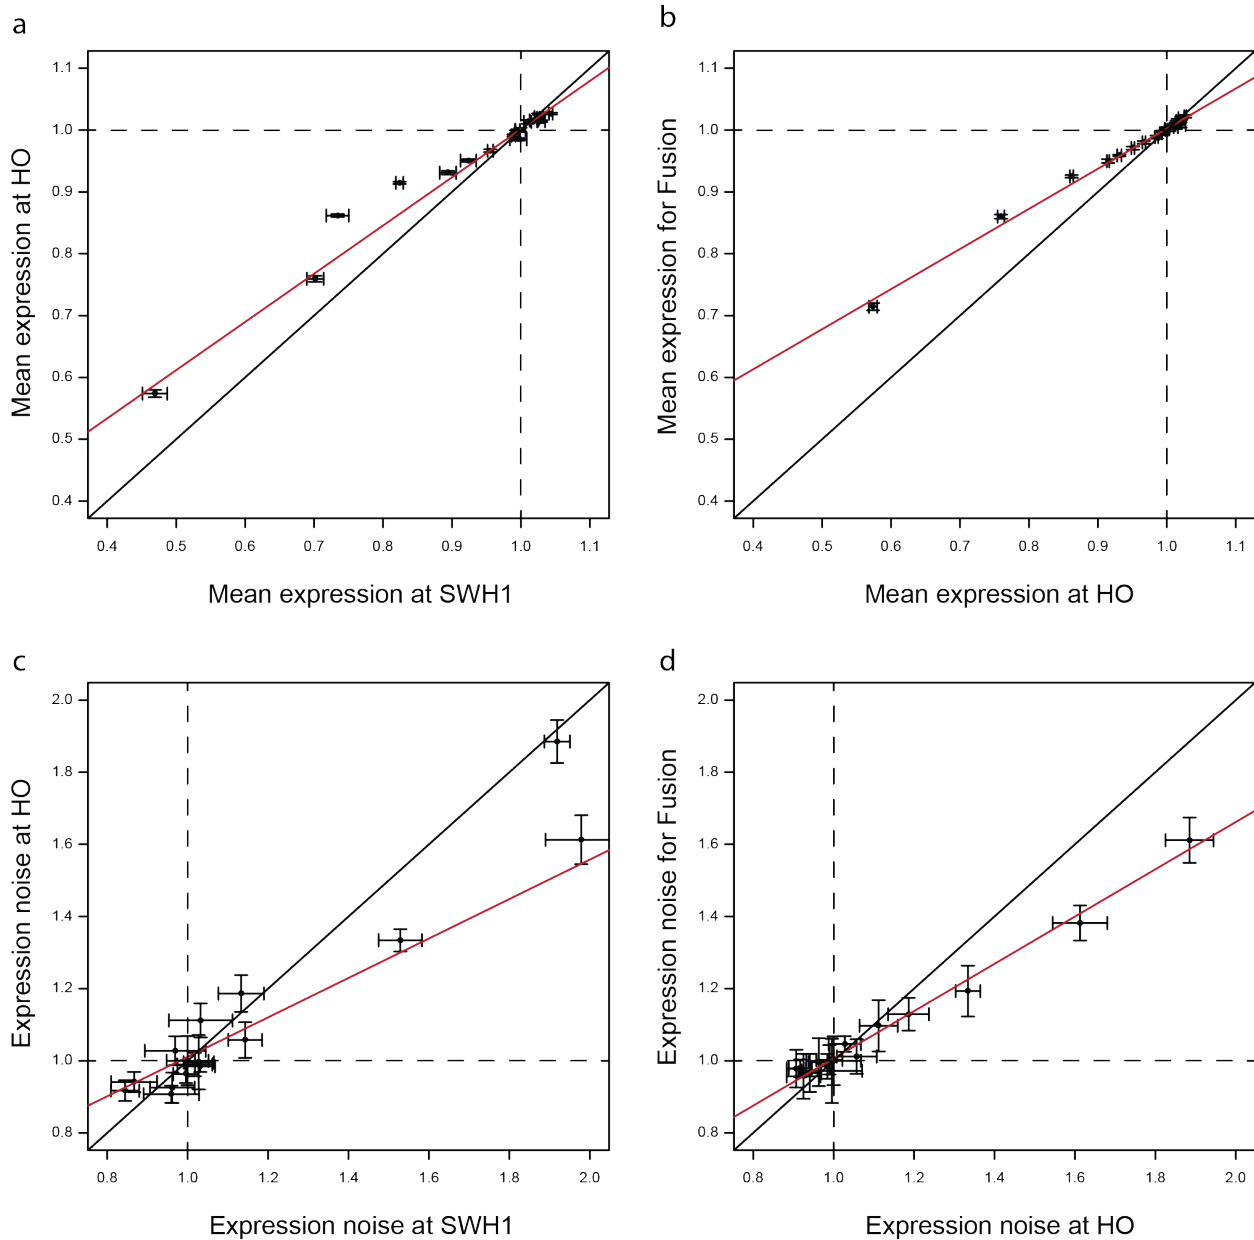 a
1.1
1.0
0.9
0.8
0.7
0.6
0.5
0.4
Mean expression at HO
0.4 0.5 0.6 0.7 0.8 0.9 1.0 1.1
Mean expression at SWH1
b
1.1
1.0
0.9
0.8
0.7
0.6
0.5
0.4
Mean expression for Fusion
0.4 0.5 0.6 0.7 0.8 0.9 1.0 1.1
Mean expression at HO
c
2.0
1.8
1.6
1.4
1.2
1.0
0.8
Expression noise at HO
0.8 1.0 1.2 1.4 1.6 1.8 2.0
Expression noise at SWH1
d
2.0
1.8
1.6
1.4
1.2
1.0
0.8
Expression noise for Fusion
0.8 1.0 1.2 1.4 1.6 1.8 2.0
Expression noise at HO